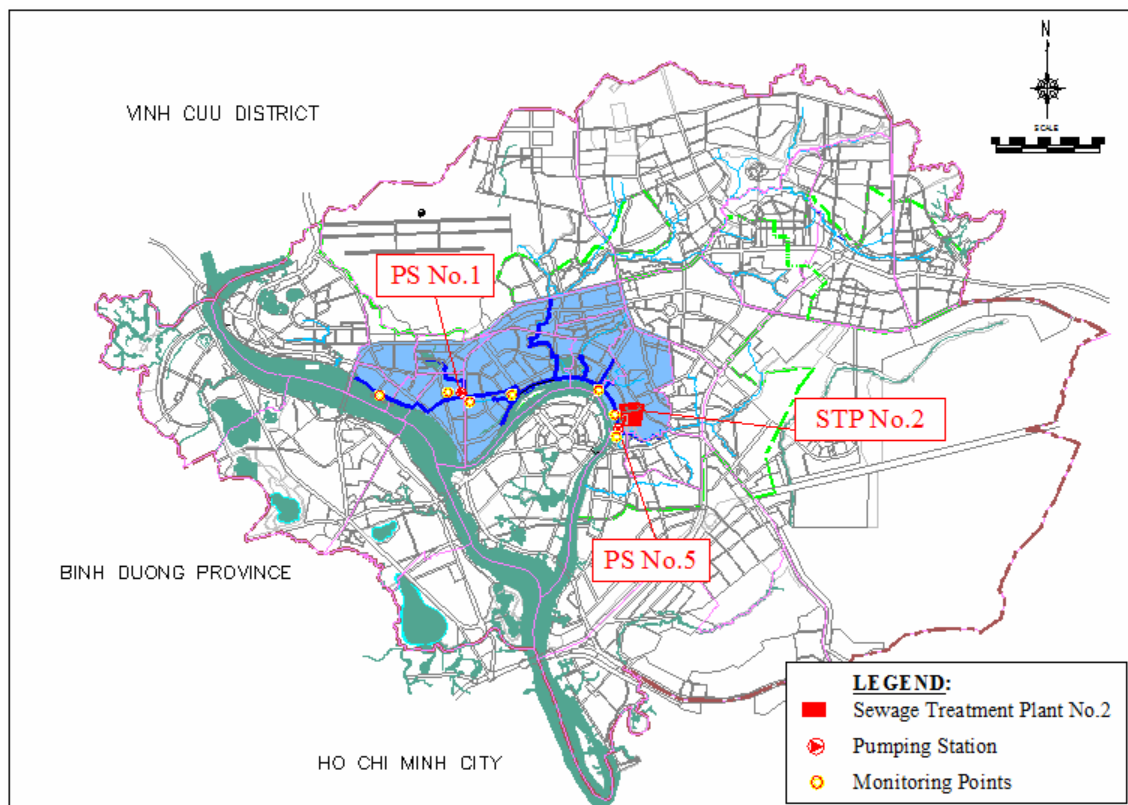 N
VINH CUU DISTRICT
SCALE
PS No.1
STP No.2
PS No.5
BINH DUONG PROVINCE
HO CHI MINH CITY
LEGEND:
Sewage Treatment Plant No.2
Pumping Station
Monitoring Points